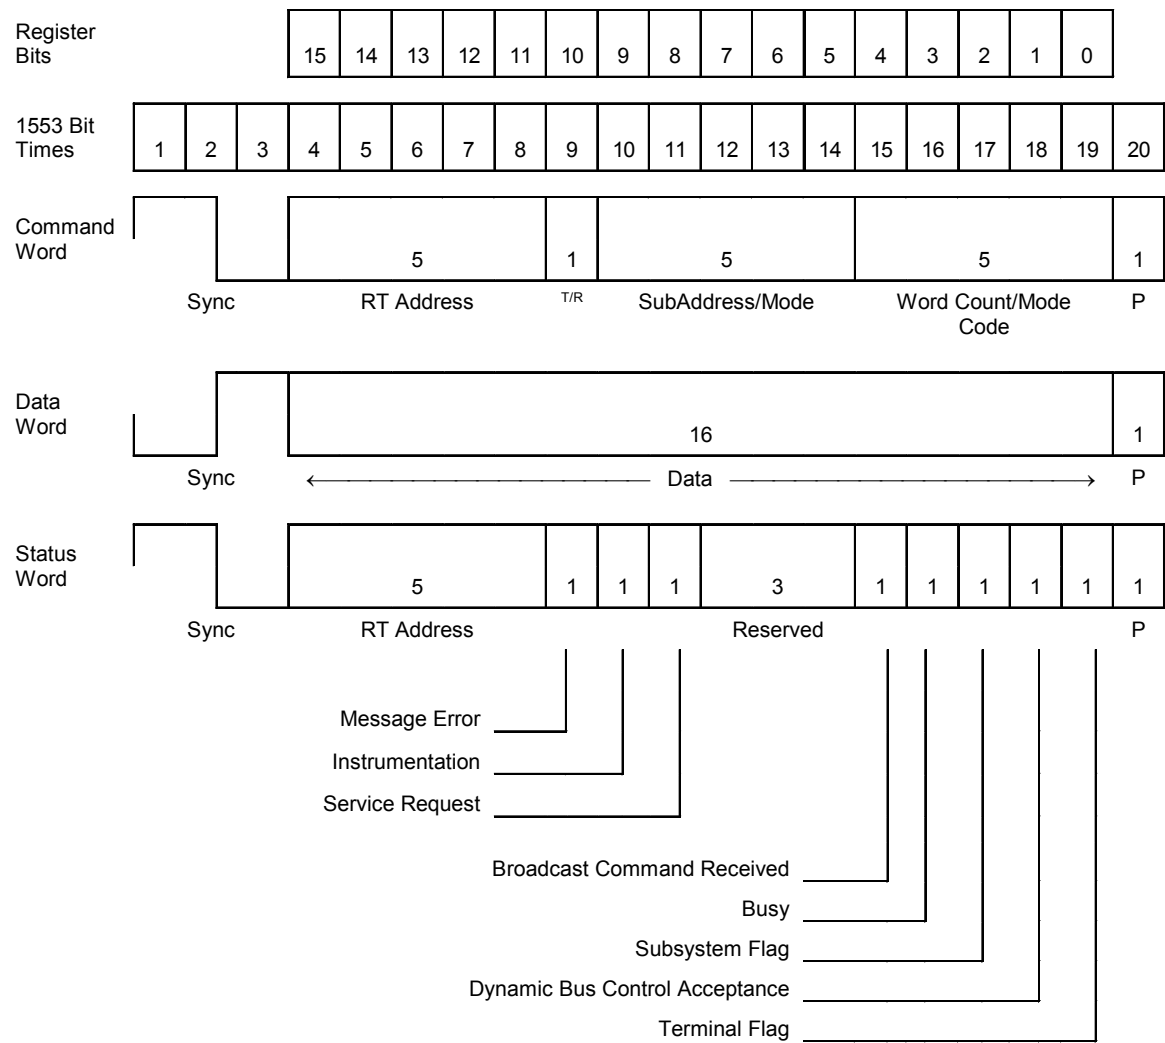 Register
Bits
15 14 13 12 11 10 9 8 7 6 5 4 3 2 1 0
1553 Bit
Times
1 2 3 4 5 6 7 8 9 10 11 12 13 14 15 16 17 18 19 20
Command
Word
5 1 5 5 1
Sync RT Address T/R SubAddress/Mode Word Count/Mode P
Code
Data
Word
16 1
Sync Data P
Status
Word
5 1 1 1 3 1 1 1 1 1 1
Sync RT Address Reserved P
Message Error
Instrumentation
Service Request
Broadcast Command Received
Busy
Subsystem Flag
Dynamic Bus Control Acceptance
Terminal Flag